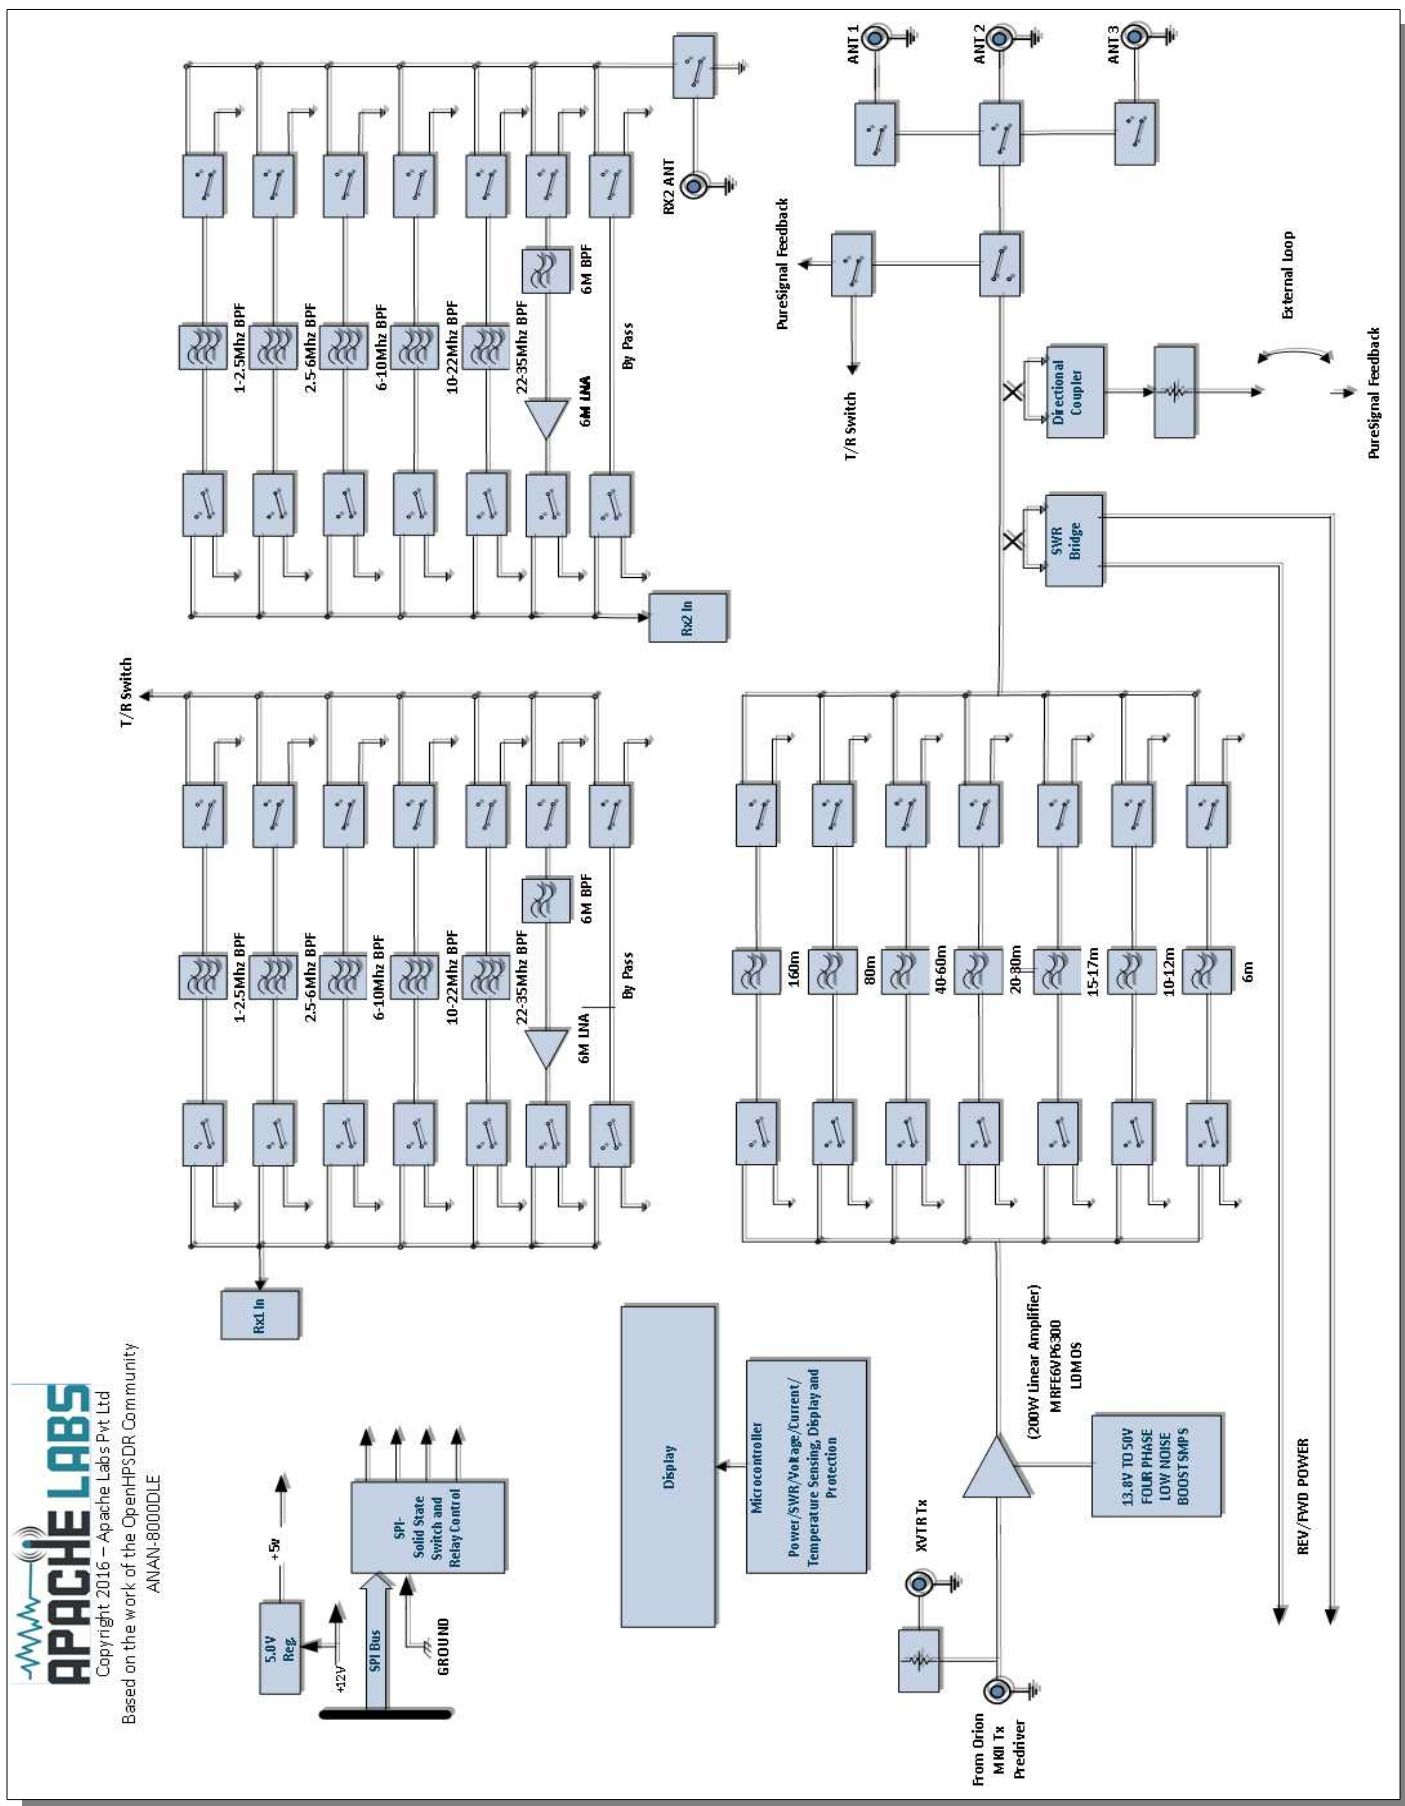 APACHE LABS
Copyright 2016 – Apache Labs Pvt Ltd
Based on the work of the OpenHPSDR Community
ANAN-8000DLE
5.0V
Reg.
+5v
+12V
SPI Bus
GROUND
SPI-
Solid State
Switch and
Relay Control
Rx1 In
T/R Switch
1-2.5Mhz BPF
2.5-6Mhz BPF
6-10Mhz BPF
10-22Mhz BPF
22-35Mhz BPF
6M LNA
6M BPF
By Pass
1-2.5Mhz BPF
2.5-6Mhz BPF
6-10Mhz BPF
10-22Mhz BPF
22-35Mhz BPF
6M LNA
6M BPF
By Pass
Rx2 In
RX2 ANT
Display
Microcontroller
Power/SWR/Voltage/Current/
Temperature Sensing, Display and
Protection
XVTR Tx
From Orion
MKII Tx
Predriver
(200W Linear Amplifier)
MRFE6VP6300
LDMOS
13.8V TO 50V
FOUR PHASE
LOW NOISE
BOOST SMPS
160m
80m
40-60m
20-30m
15-17m
10-12m
6m
SWR
Bridge
REV/FWD POWER
Directional
Coupler
External Loop
PureSignal Feedback
T/R Switch
PureSignal Feedback
ANT 1
ANT 2
ANT 3